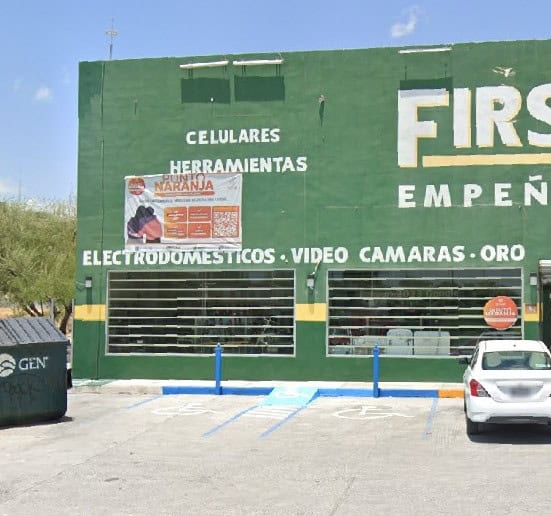 FIRS
CELULARES
HERRAMIENTAS
EMPEÑ
PUNTO
NARANJA
ELECTRODOMESTICOS · VIDEO CAMARAS · ORO
GEN